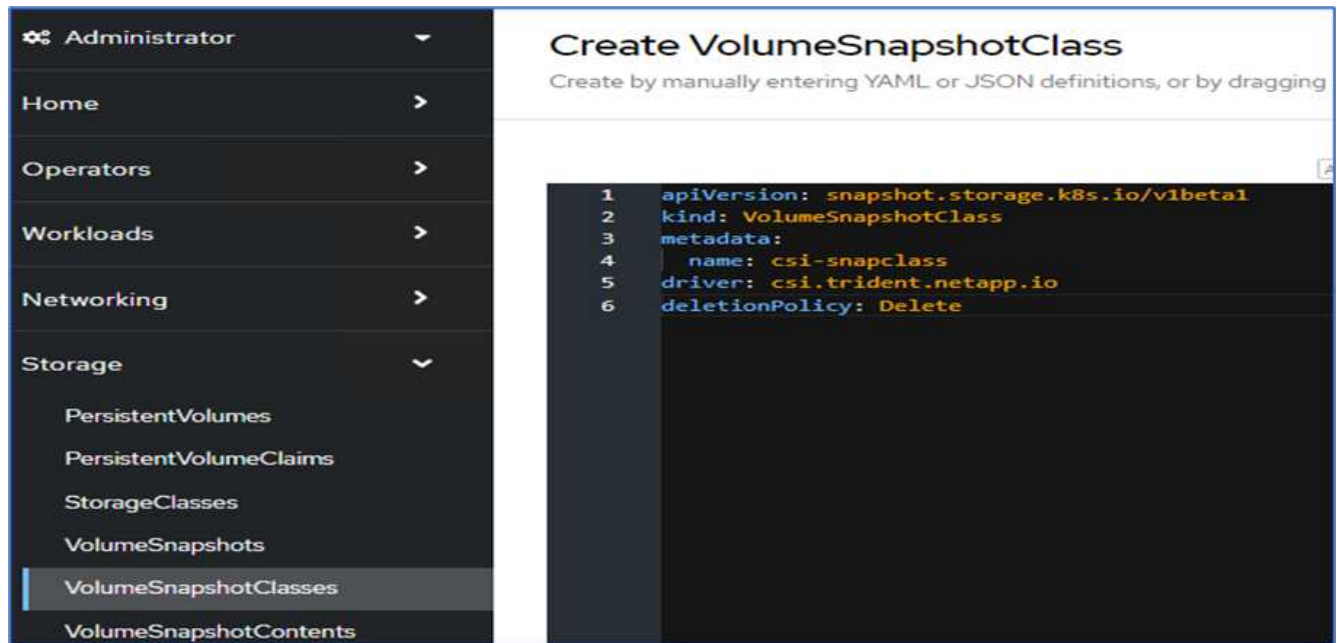 Administrator
Home
Operators
Workloads
Networking
Storage
PersistentVolumes
PersistentVolumeClaims
StorageClasses
VolumeSnapshots
VolumeSnapshotClasses
VolumeSnapshotContents
Create VolumeSnapshotClass
Create by manually entering YAML or JSON definitions, or by dragging
1 apiVersion: snapshot.storage.k8s.io/v1beta1
2 kind: VolumeSnapshotClass
3 metadata:
4   name: csi-snapclass
5 driver: csi.trident.netapp.io
6 deletionPolicy: Delete